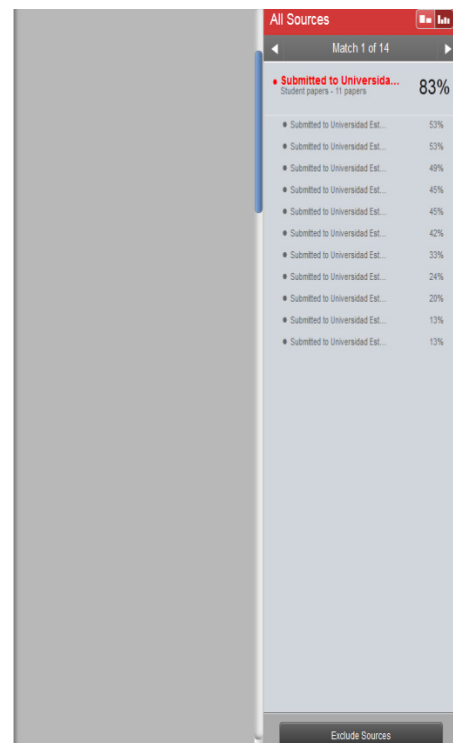 All Sources
Match 1 of 14
Submitted to Universida... 83%
Student papers - 11 papers
Submitted to Universidad Est... 53%
Submitted to Universidad Est... 53%
Submitted to Universidad Est... 49%
Submitted to Universidad Est... 45%
Submitted to Universidad Est... 45%
Submitted to Universidad Est... 42%
Submitted to Universidad Est... 33%
Submitted to Universidad Est... 24%
Submitted to Universidad Est... 20%
Submitted to Universidad Est... 13%
Submitted to Universidad Est... 13%
Exclude Sources